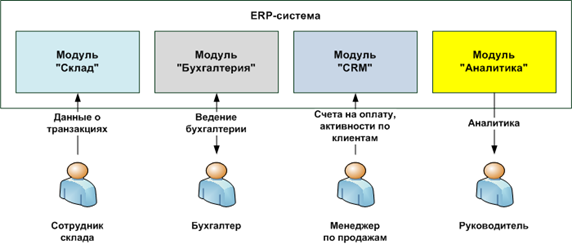 ERP-система
Модуль
"Склад"
Модуль
"Бухгалтерия"
Модуль
"CRM"
Модуль
"Аналитика"
Данные о
транзакциях
Ведение
бухгалтерии
Счета на оплату,
активности по
клиентам
Аналитика
Сотрудник
склада
Бухгалтер
Менеджер
по продажам
Руководитель